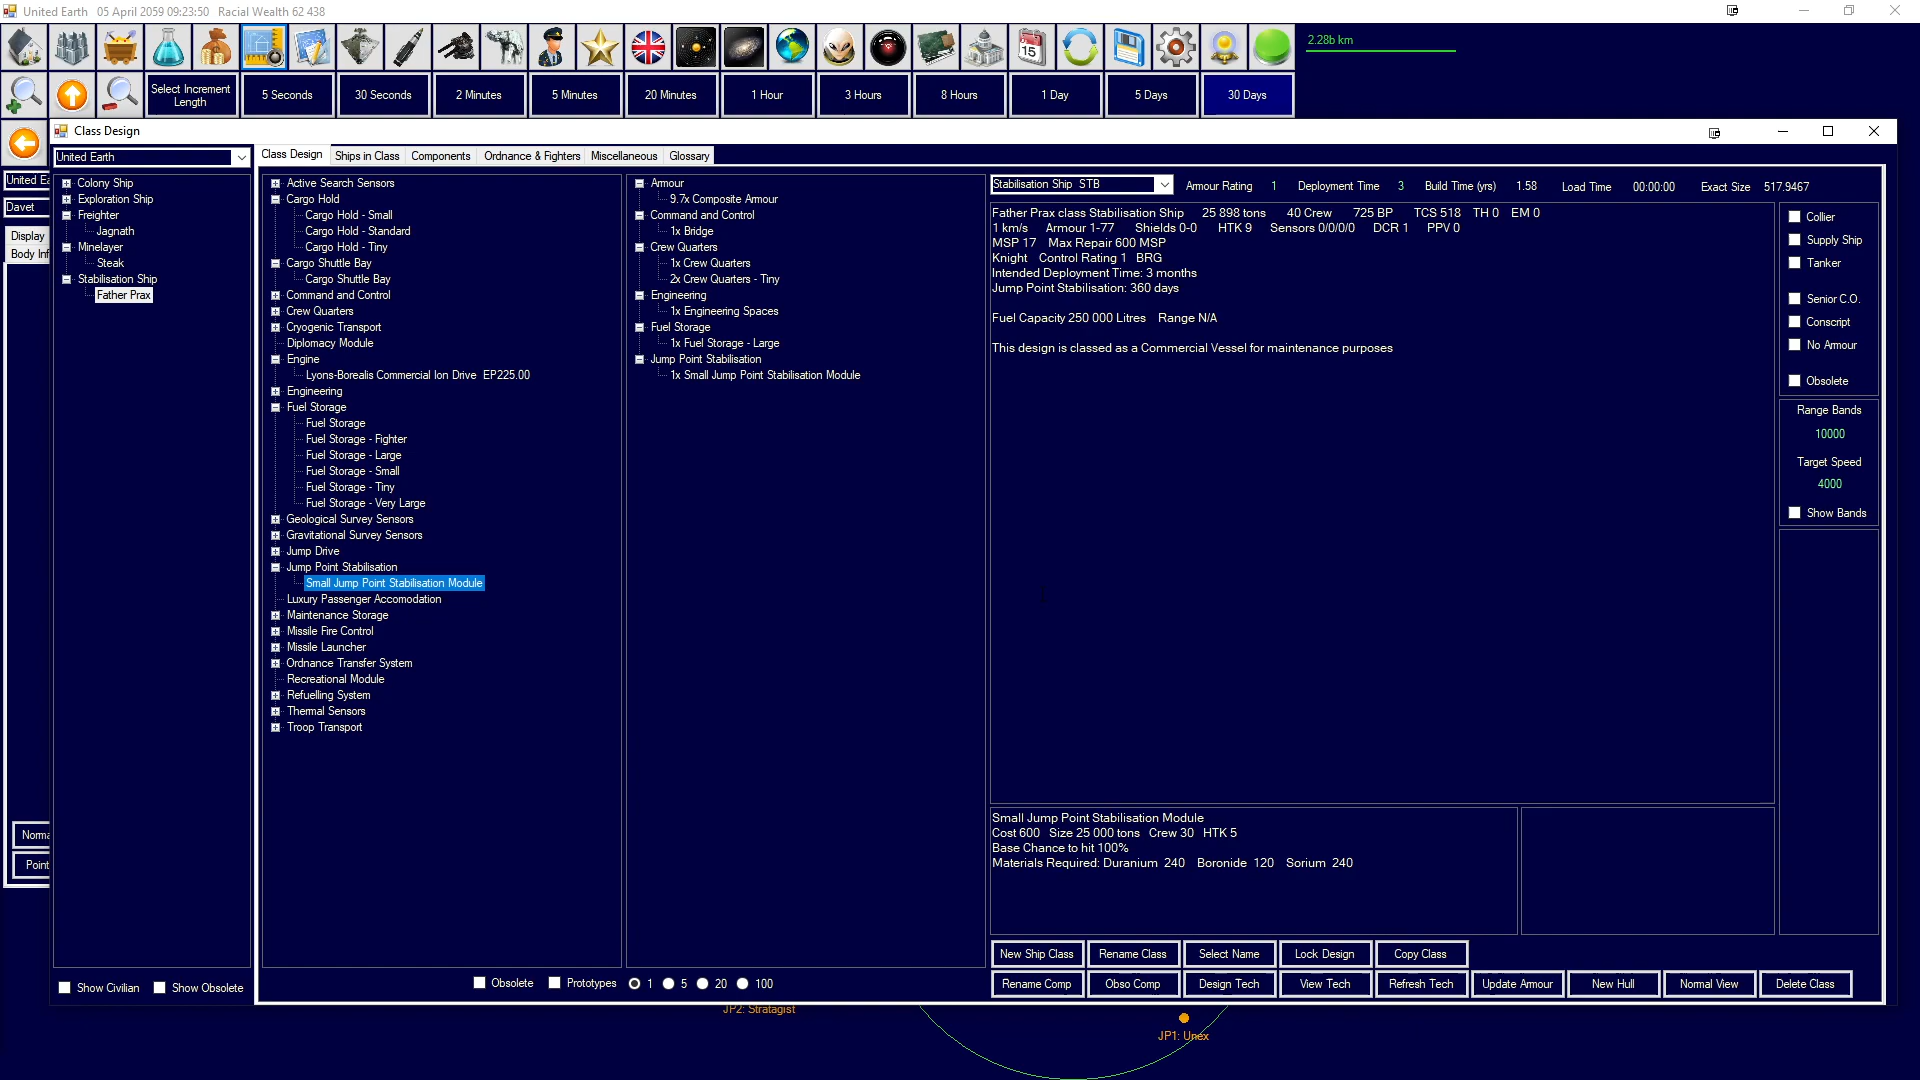 United Earth   05 April 2059 09:23:50   Racial Wealth 62 438
15
2.28b km
Select Increment Length
5 Seconds
30 Seconds
2 Minutes
5 Minutes
20 Minutes
1 Hour
3 Hours
8 Hours
1 Day
5 Days
30 Days
Class Design
United Ea
Davet
Display
Body Inf
Norma
Point
United Earth
Colony Ship
Exploration Ship
Freighter
Jagnath
Minelayer
Steak
Stabilisation Ship
Father Prax
Show Civilian
Show Obsolete
Class Design
Ships in Class
Components
Ordnance & Fighters
Miscellaneous
Glossary
Active Search Sensors
Cargo Hold
Cargo Hold - Small
Cargo Hold - Standard
Cargo Hold - Tiny
Cargo Shuttle Bay
Cargo Shuttle Bay
Command and Control
Crew Quarters
Cryogenic Transport
Diplomacy Module
Engine
Lyons-Borealis Commercial Ion Drive  EP225.00
Engineering
Fuel Storage
Fuel Storage
Fuel Storage - Fighter
Fuel Storage - Large
Fuel Storage - Small
Fuel Storage - Tiny
Fuel Storage - Very Large
Geological Survey Sensors
Gravitational Survey Sensors
Jump Drive
Jump Point Stabilisation
Small Jump Point Stabilisation Module
Luxury Passenger Accomodation
Maintenance Storage
Missile Fire Control
Missile Launcher
Ordnance Transfer System
Recreational Module
Refuelling System
Thermal Sensors
Troop Transport
Obsolete
Prototypes
1
5
20
100
Armour
9.7x Composite Armour
Command and Control
1x Bridge
Crew Quarters
1x Crew Quarters
2x Crew Quarters - Tiny
Engineering
1x Engineering Spaces
Fuel Storage
1x Fuel Storage - Large
Jump Point Stabilisation
1x Small Jump Point Stabilisation Module
Stabilisation Ship  STB
Armour Rating   1   Deployment Time   3   Build Time (yrs)   1.58   Load Time   00:00:00   Exact Size   517.9467
Father Prax class Stabilisation Ship   25 898 tons   40 Crew   725 BP   TCS 518   TH 0   EM 0
1 km/s   Armour 1-77   Shields 0-0   HTK 9   Sensors 0/0/0/0   DCR 1   PPV 0
MSP 17   Max Repair 600 MSP
Knight   Control Rating 1   BRG
Intended Deployment Time: 3 months
Jump Point Stabilisation: 360 days
Fuel Capacity 250 000 Litres   Range N/A
This design is classed as a Commercial Vessel for maintenance purposes
Small Jump Point Stabilisation Module
Cost 600   Size 25 000 tons   Crew 30   HTK 5
Base Chance to hit 100%
Materials Required: Duranium  240   Boronide  120   Sorium  240
Collier
Supply Ship
Tanker
Senior C.O.
Conscript
No Armour
Obsolete
Range Bands
10000
Target Speed
4000
Show Bands
New Ship Class
Rename Class
Select Name
Lock Design
Copy Class
Rename Comp
Obso Comp
Design Tech
View Tech
Refresh Tech
Update Armour
New Hull
Normal View
Delete Class
JP2: Stratagist
JP1: Unex